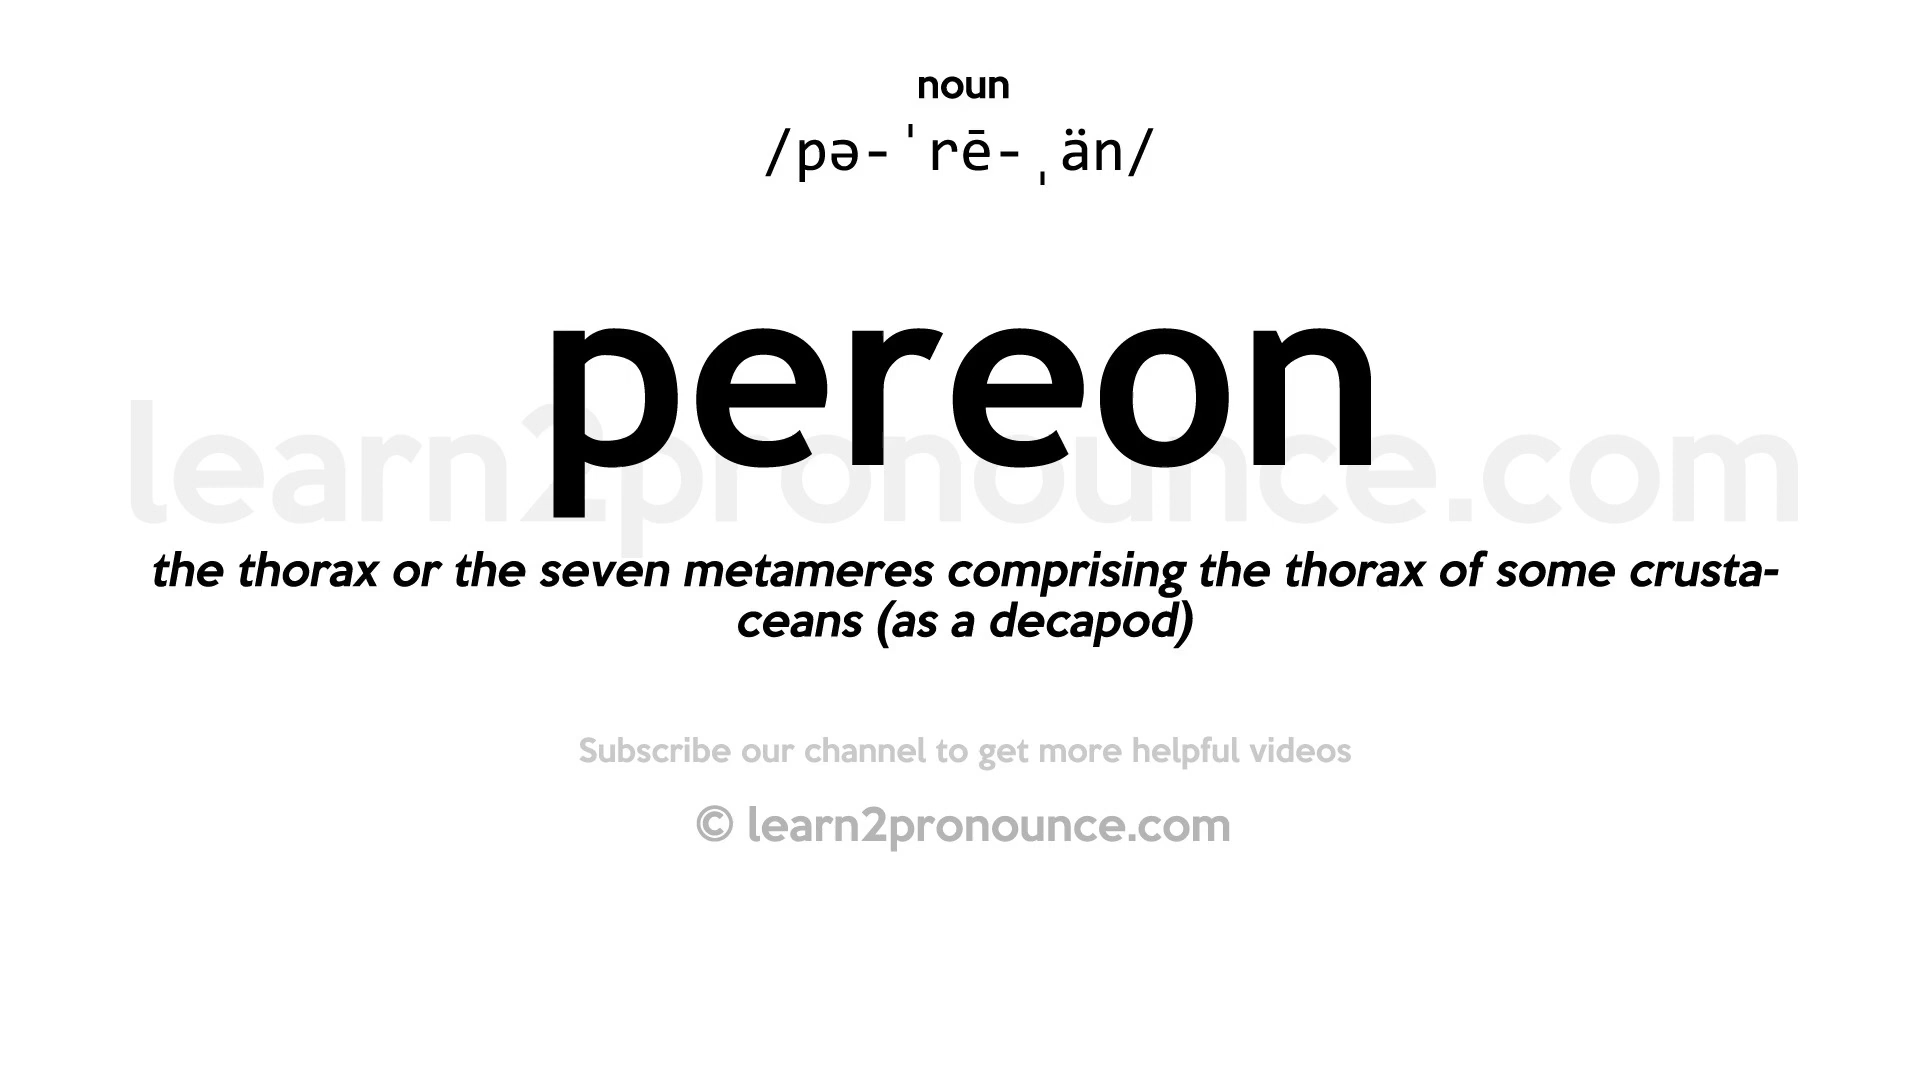 noun
/pə-ˈrē-ˌän/
pereon
learn2pronounce.com
the thorax or the seven metameres comprising the thorax of some crusta-
ceans (as a decapod)
Subscribe our channel to get more helpful videos
© learn2pronounce.com